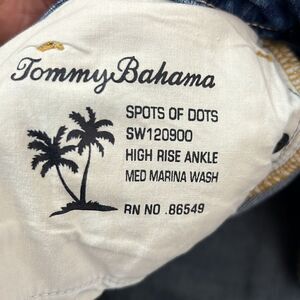 Tommy Bahama
SPOTS OF DOTS
SW120900
HIGH RISE ANKLE
MED MARINA WASH
RN NO .86549